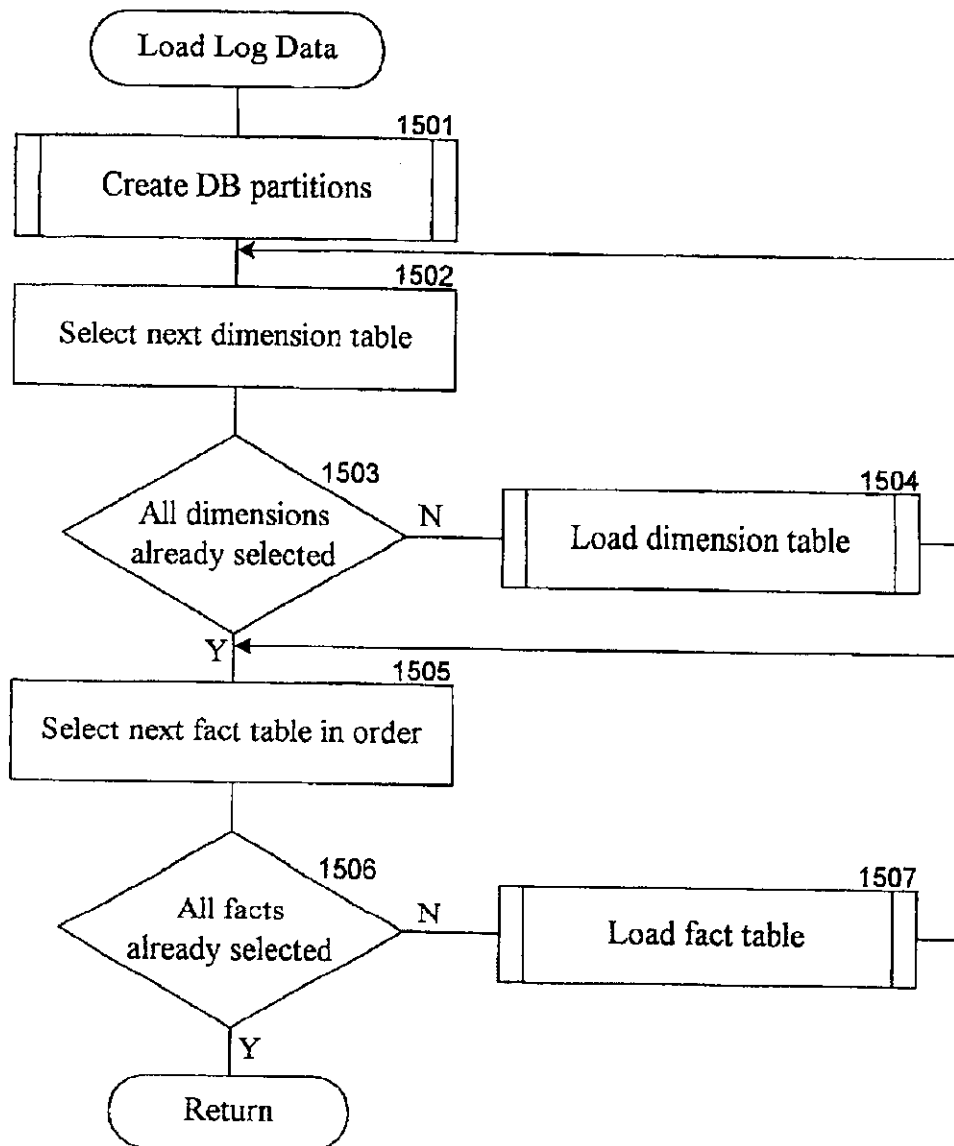 Load Log Data
1501
Create DB partitions
1502
Select next dimension table
1503
All dimensions
already selected
N
1504
Load dimension table
Y
1505
Select next fact table in order
1506
All facts
already selected
N
1507
Load fact table
Y
Return